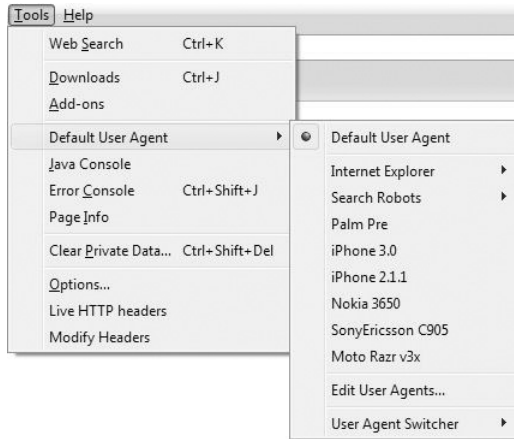 Tools Help
Web Search Ctrl+K
Downloads Ctrl+J
Add-ons
Default User Agent
Java Console
Error Console Ctrl+Shift+J
Page Info
Clear Private Data... Ctrl+Shift+Del
Options...
Live HTTP headers
Modify Headers
Default User Agent
Internet Explorer
Search Robots
Palm Pre
iPhone 3.0
iPhone 2.1.1
Nokia 3650
SonyEricsson C905
Moto Razr v3x
Edit User Agents...
User Agent Switcher